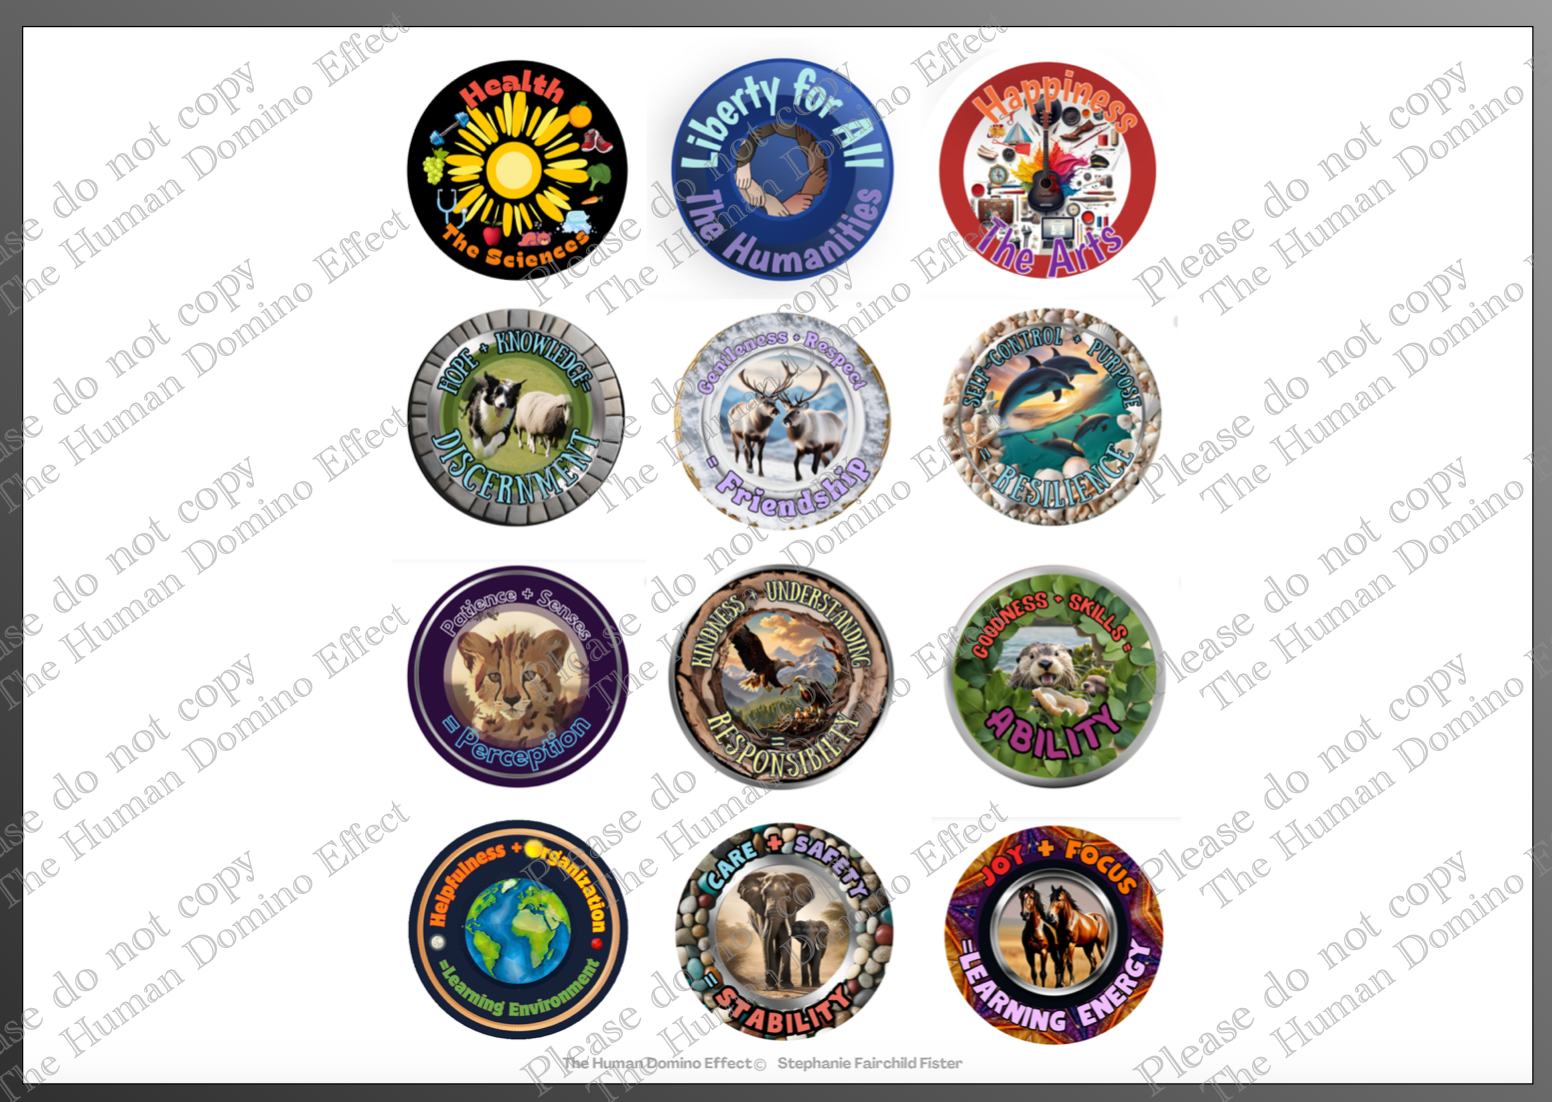 Health
The Sciences
Liberty for All
The Humanities
Happiness
The Arts
HOPE + KNOWLEDGE=
DISCERNMENT
Gentleness + Respect
= Friendship
SELF-CONTROL + PURPOSE
= RESILIENCE
Patience + Senses
= Perception
KINDNESS + UNDERSTANDING
=
RESPONSIBILTY
GOODNESS + SKILLS=
ABILITY
Helpfulness + Organization
=Learning Environment
CARE + SAFETY
= STABILITY
JOY + FOCUS
=LEARNING ENERGY
The Human Domino Effect© Stephanie Fairchild Fister
Please do not copy
The Human Domino Effect